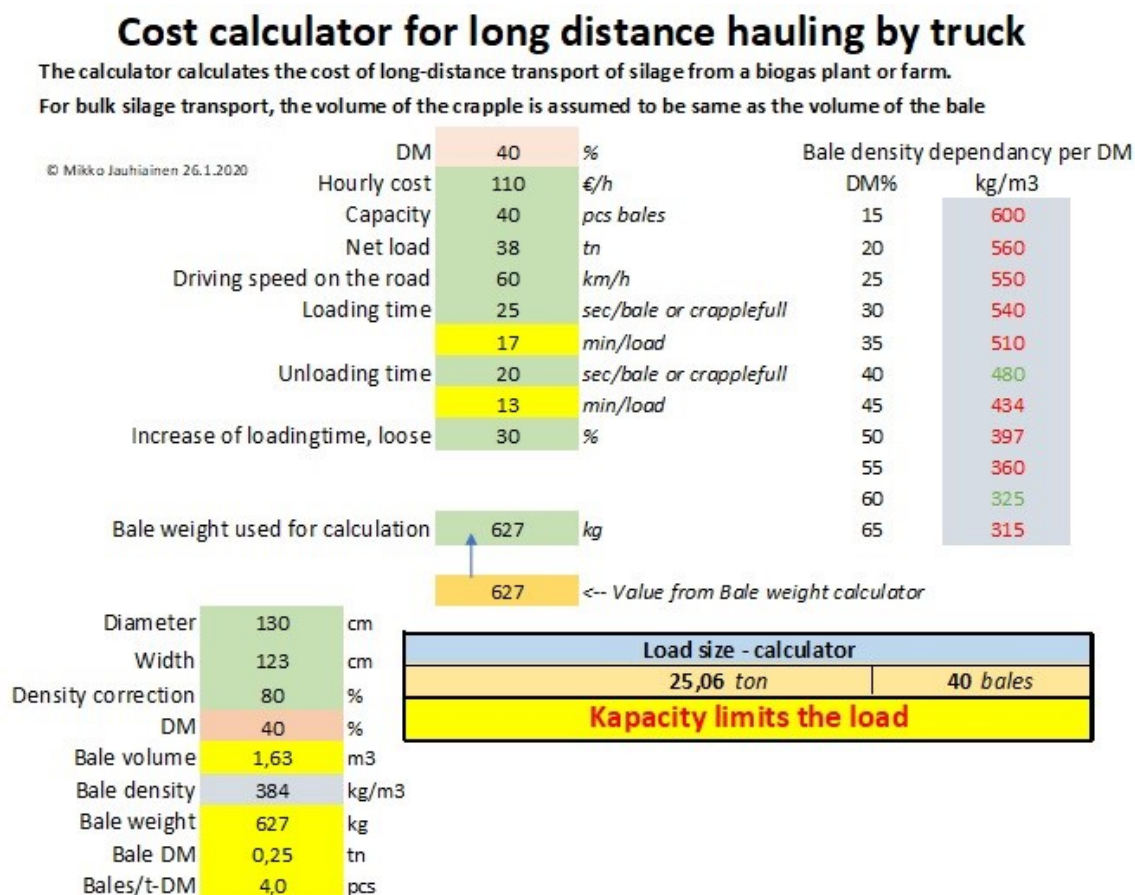 Cost calculator for long distance hauling by truck
The calculator calculates the cost of long-distance transport of silage from a biogas plant or farm.
For bulk silage transport, the volume of the crapple is assumed to be same as the volume of the bale
© Mikko Jauhiainen 26.1.2020
DM 40 %
Hourly cost 110 €/h
Capacity 40 pcs bales
Net load 38 tn
Driving speed on the road 60 km/h
Loading time 25 sec/bale or crapplefull
17 min/load
Unloading time 20 sec/bale or crapplefull
13 min/load
Increase of loadingtime, loose 30 %
Bale weight used for calculation 627 kg
627 <-- Value from Bale weight calculator
Bale density dependancy per DM
DM% kg/m3
15 600
20 560
25 550
30 540
35 510
40 480
45 434
50 397
55 360
60 325
65 315
Diameter 130 cm
Width 123 cm
Density correction 80 %
DM 40 %
Bale volume 1,63 m3
Bale density 384 kg/m3
Bale weight 627 kg
Bale DM 0,25 tn
Bales/t-DM 4,0 pcs
Load size - calculator
25,06 ton 40 bales
Kapacity limits the load